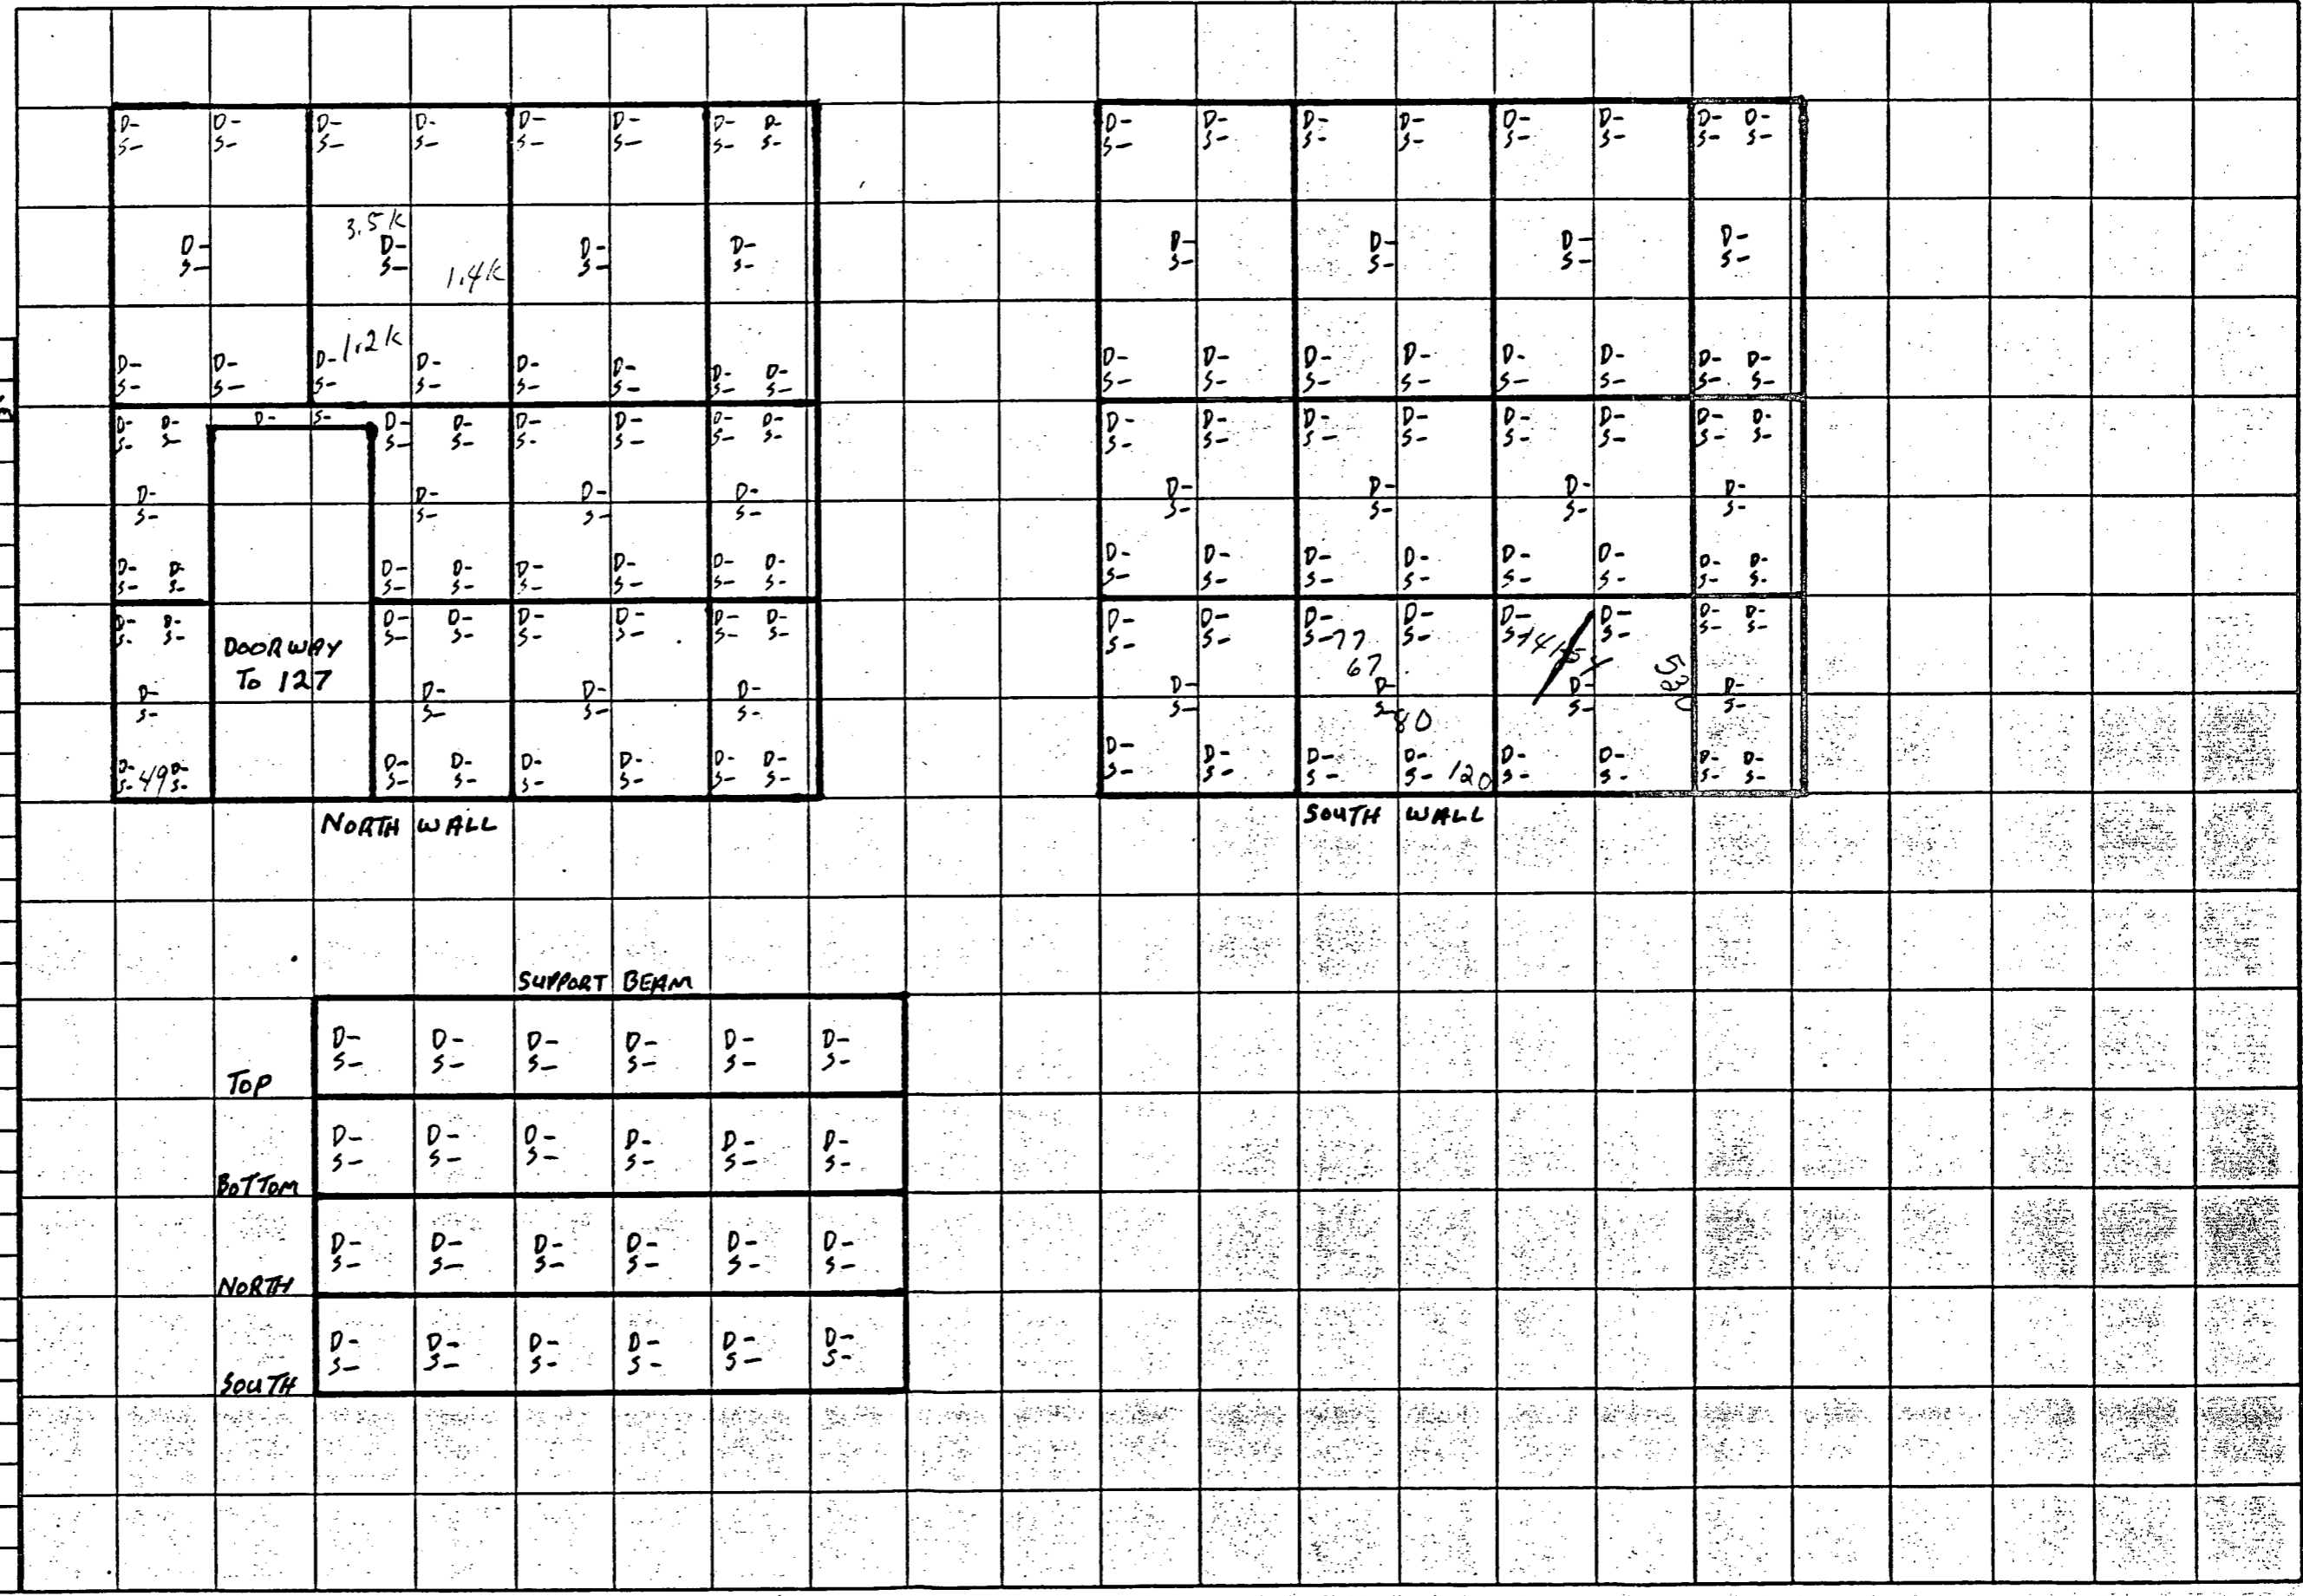 D- D- D- D- D- D- D- D-
S- S- S- S- S- S- S- S-
3.5k
D- D- D- D-
S- S- S- S-
1.4k
1.2k
D- D- D- D- D- D- D- D-
S- S- S- S- S- S- S- S-
D- D- D- S- D- D- D- D- D- D-
S- S- S- S- S- S- S- S-
D- D- D- D-
S- S- S- S-
D- D- D- D- D- D- D- D-
S- S- S- S- S- S- S- S-
D- D- D- D- D- D- D- D-
S- S- S- S- S- S- S- S-
DOORWAY
TO 127
D- D- D- D-
S- S- S- S-
D- D- D- D- D- D- D- D-
S- 49 S- S- S- S- S- S- S-
NORTH WALL
D- D- D- D- D- D- D- D-
S- S- S- S- S- S- S- S-
D- D- D- D-
S- S- S- S-
D- D- D- D- D- D- D- D-
S- S- S- S- S- S- S- S-
D- D- D- D- D- D- D- D-
S- S- S- S- S- S- S- S-
D- D- D- D-
S- S- S- S-
D- D- D- D- D- D- D- D-
S- S- S- S- S- S- S- S-
D- D- D- D- D- D- D- D-
S- S- S-77 S- S- S- S- S-
67
D- D- D- D-
S- S- S- S-
80
D- D- D- D- D- D- D- D-
S- S- S- S- 120 S- S- S- S-
SOUTH WALL
SUPPORT BEAM
D- D- D- D- D- D-
S- S- S- S- S- S-
TOP
D- D- D- D- D- D-
S- S- S- S- S- S-
BOTTOM
D- D- D- D- D- D-
S- S- S- S- S- S-
NORTH
D- D- D- D- D- D-
S- S- S- S- S- S-
SOUTH